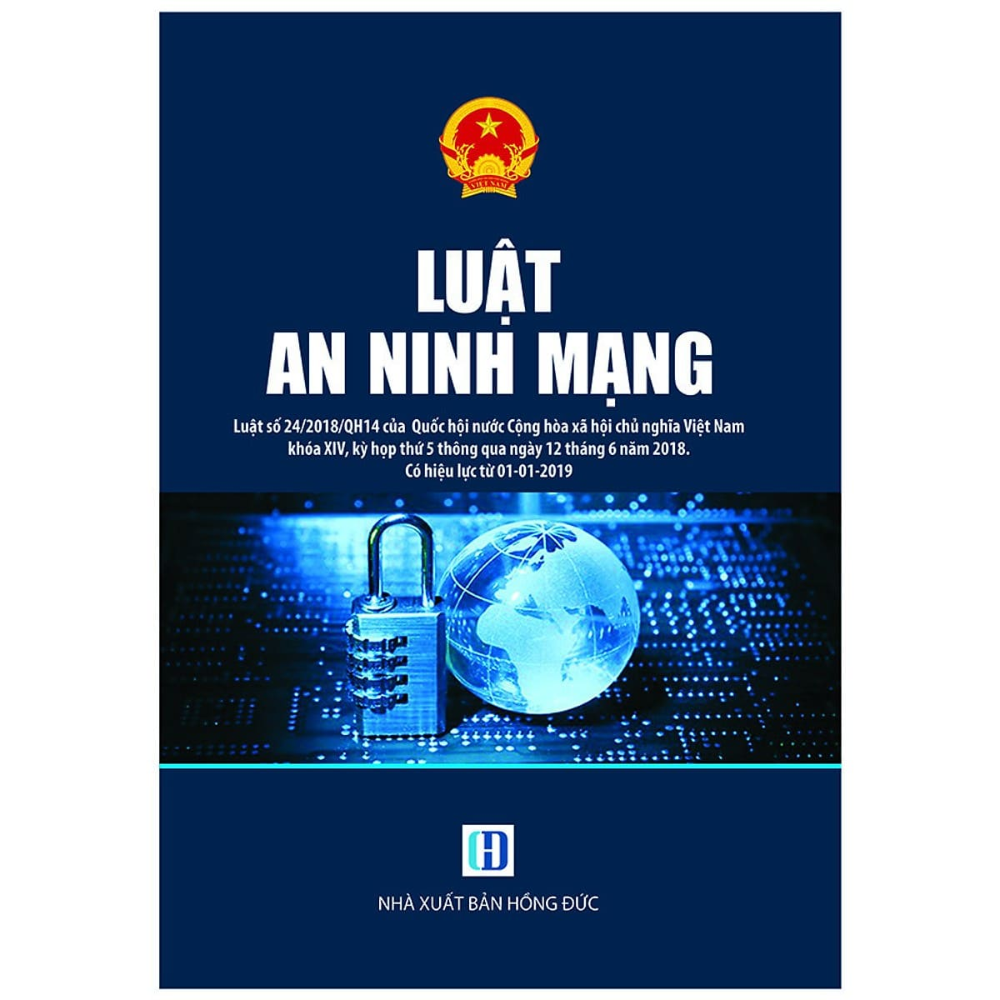 VIỆT NAM
LUẬT
AN NINH MẠNG
Luật số 24/2018/QH14 của Quốc hội nước Cộng hòa xã hội chủ nghĩa Việt Nam
khóa XIV, kỳ họp thứ 5 thông qua ngày 12 tháng 6 năm 2018.
Có hiệu lực từ 01-01-2019
HD
NHÀ XUẤT BẢN HỒNG ĐỨC